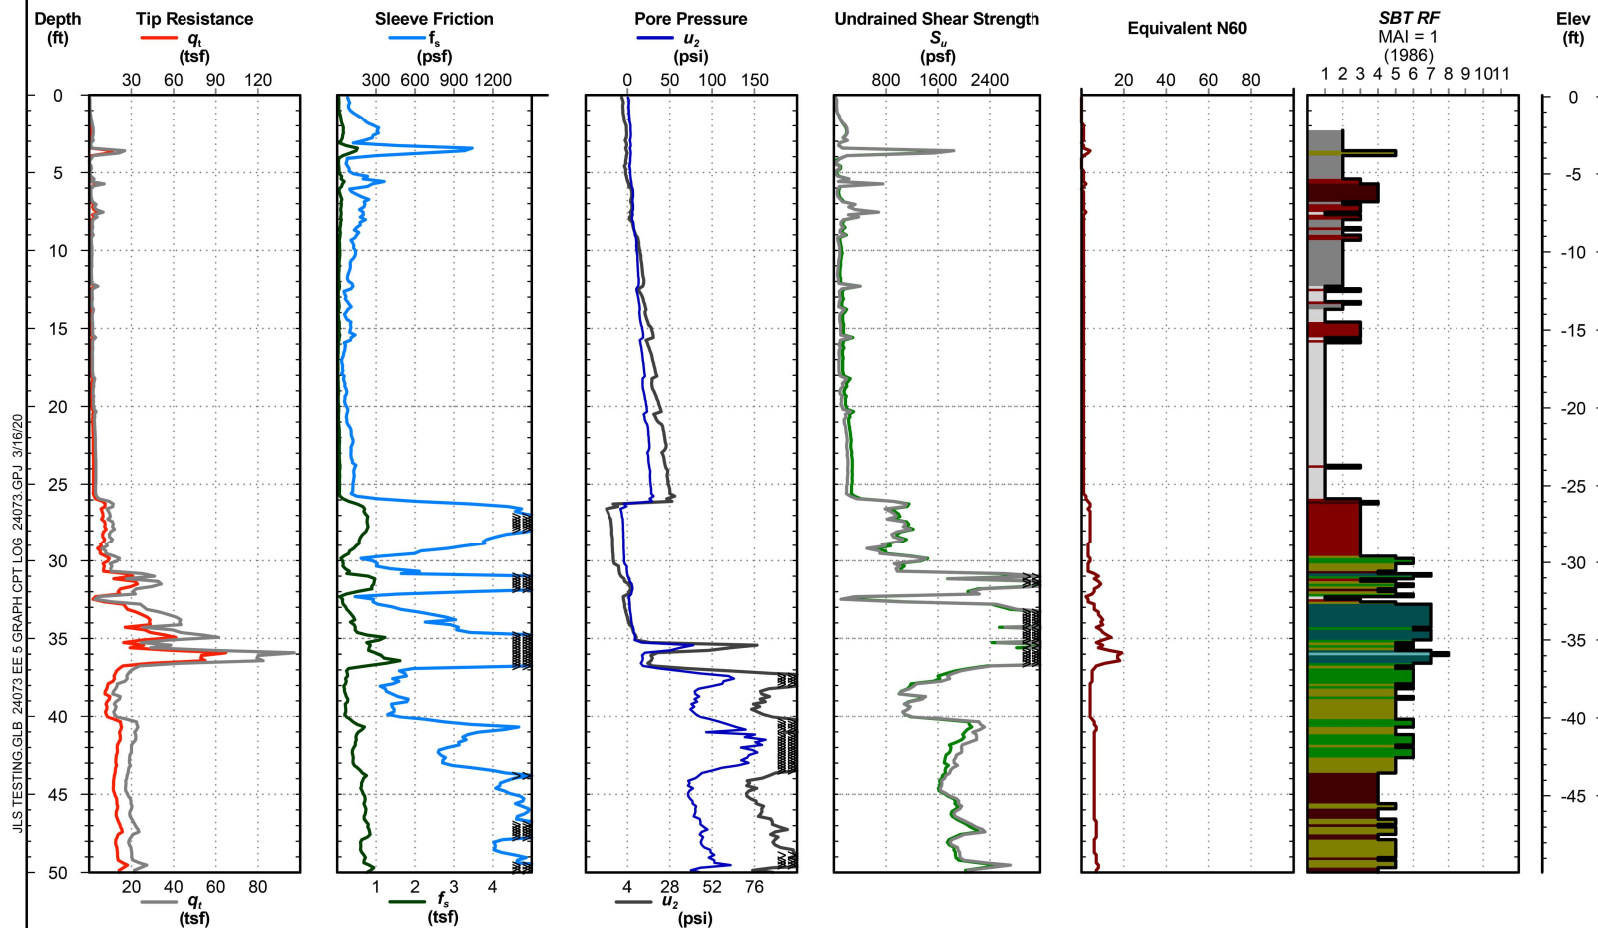 Depth
(ft)
Tip Resistance
qt
(tsf)
30 60 90 120
Sleeve Friction
fs
(psf)
300 600 900 1200
Pore Pressure
u2
(psi)
0 50 100 150
Undrained Shear Strength
Su
(psf)
800 1600 2400
Equivalent N60
20 40 60 80
SBT RF
MAI = 1
(1986)
1 2 3 4 5 6 7 8 9 10 11
Elev
(ft)
0
5
10
15
20
25
30
35
40
45
50
0
-5
-10
-15
-20
-25
-30
-35
-40
-45
20 40 60 80
qt
(tsf)
1 2 3 4
fs
(tsf)
4 28 52 76
u2
(psi)
JLS TESTING.GLB 24073 EE 5 GRAPH CPT LOG 24073.GPJ 3/16/20